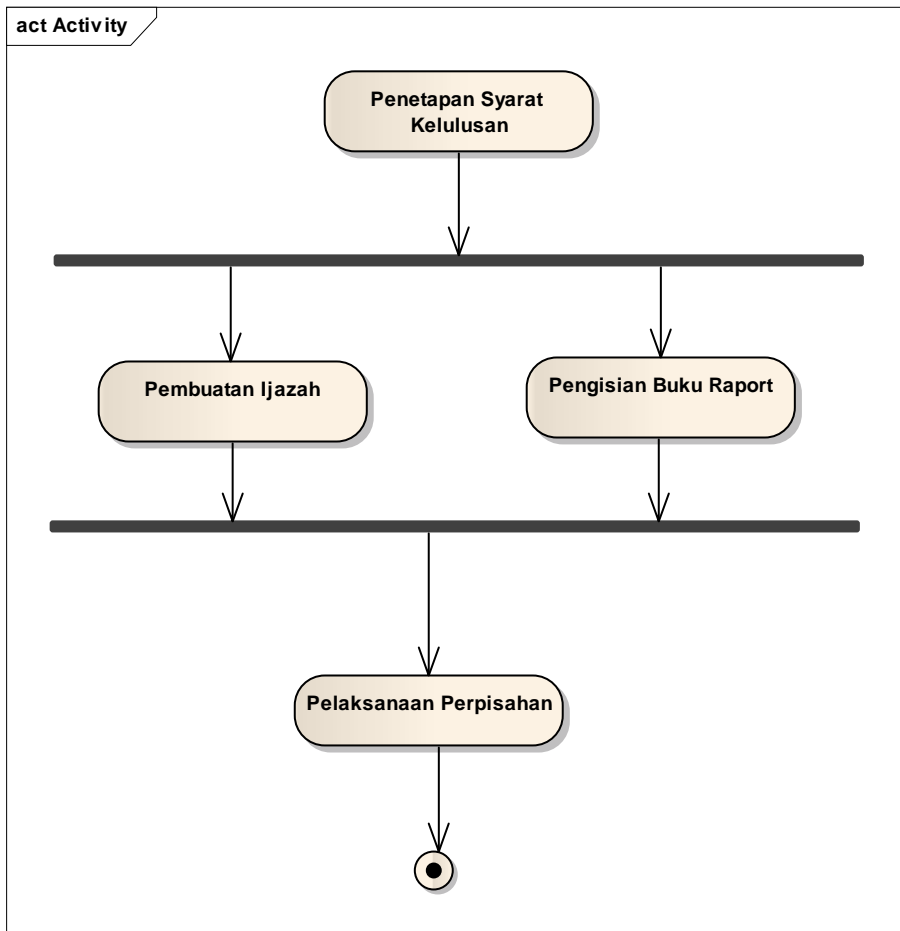 act Activity
Penetapan Syarat
Kelulusan
Pembuatan Ijazah
Pengisian Buku Raport
Pelaksanaan Perpisahan